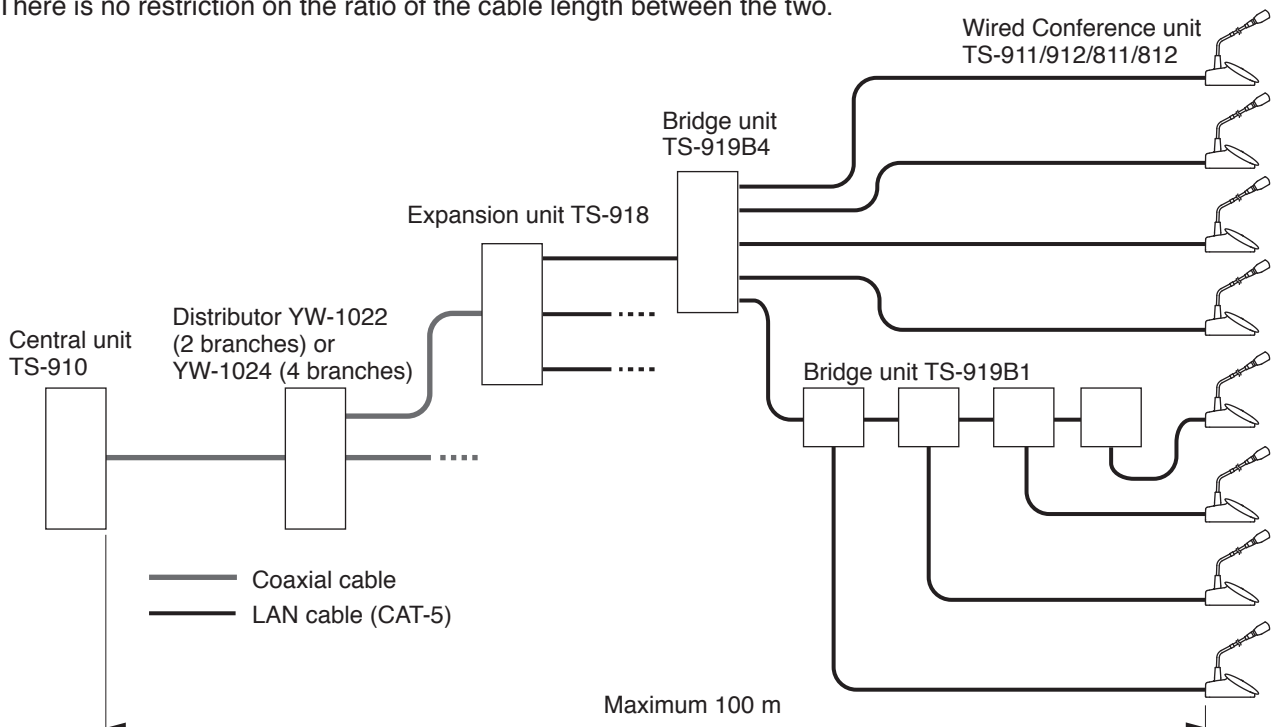 There is no restriction on the ratio of the cable length between the two.
Wired Conference unit
TS-911/912/811/812
Bridge unit
TS-919B4
Expansion unit TS-918
Distributor YW-1022
(2 branches) or
YW-1024 (4 branches)
Central unit
TS-910
Bridge unit TS-919B1
Coaxial cable
LAN cable (CAT-5)
Maximum 100 m